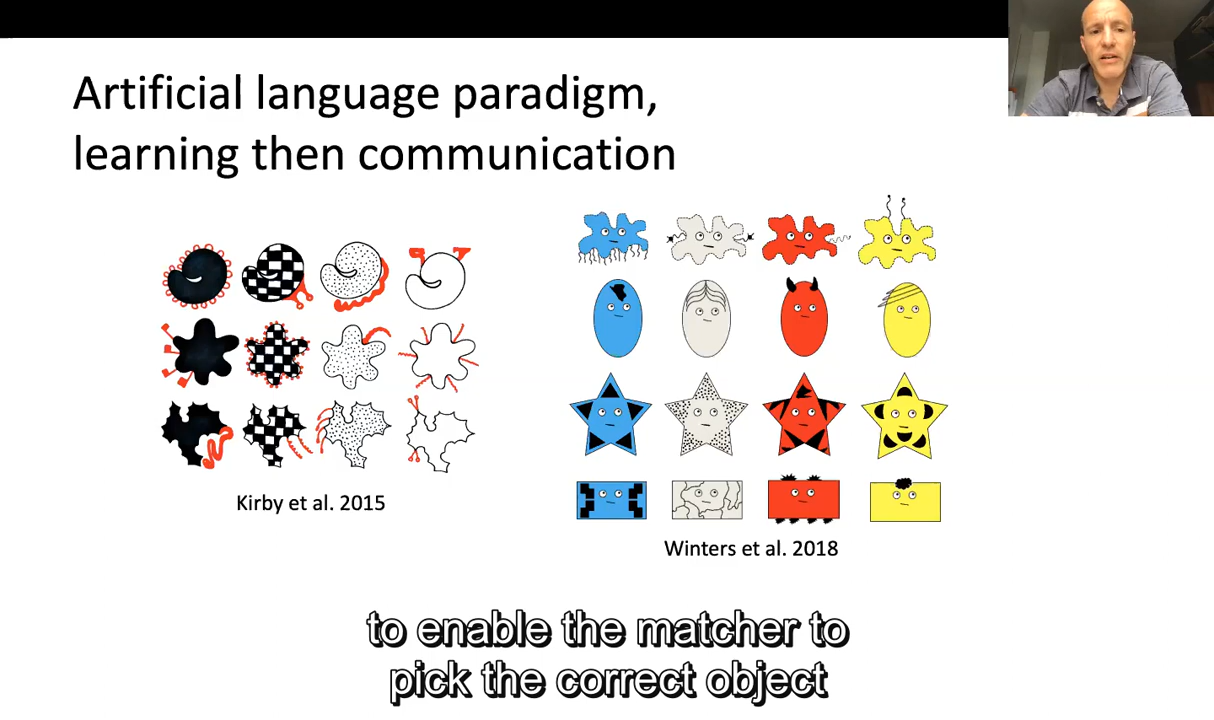 Artificial language paradigm,
learning then communication
Kirby et al. 2015
Winters et al. 2018
to enable the matcher to
pick the correct object